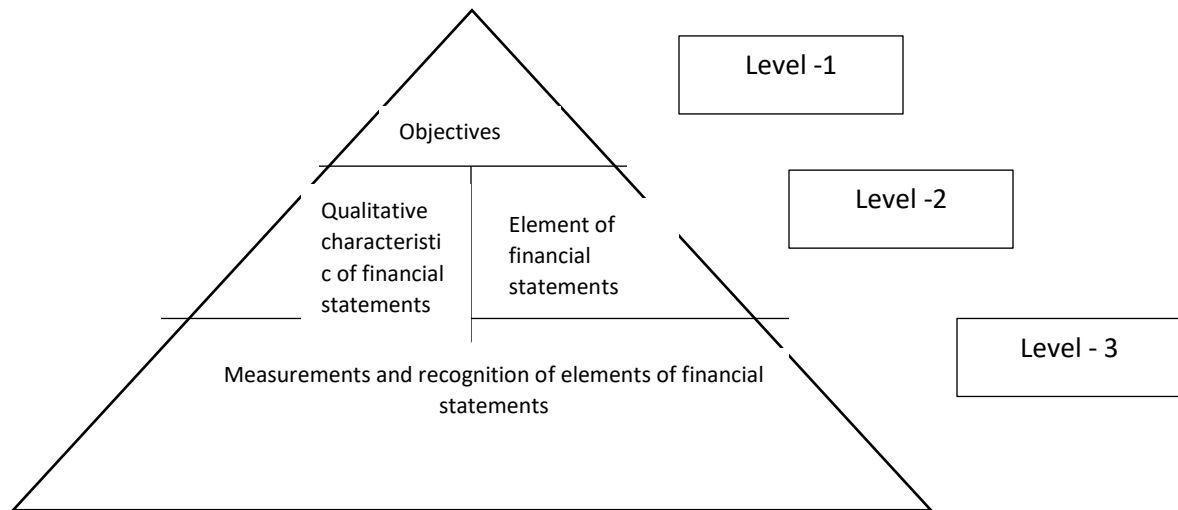 Level -1
Objectives
Level -2
Qualitative
characteristi
c of financial
statements
Element of
financial
statements
Level - 3
Measurements and recognition of elements of financial
statements